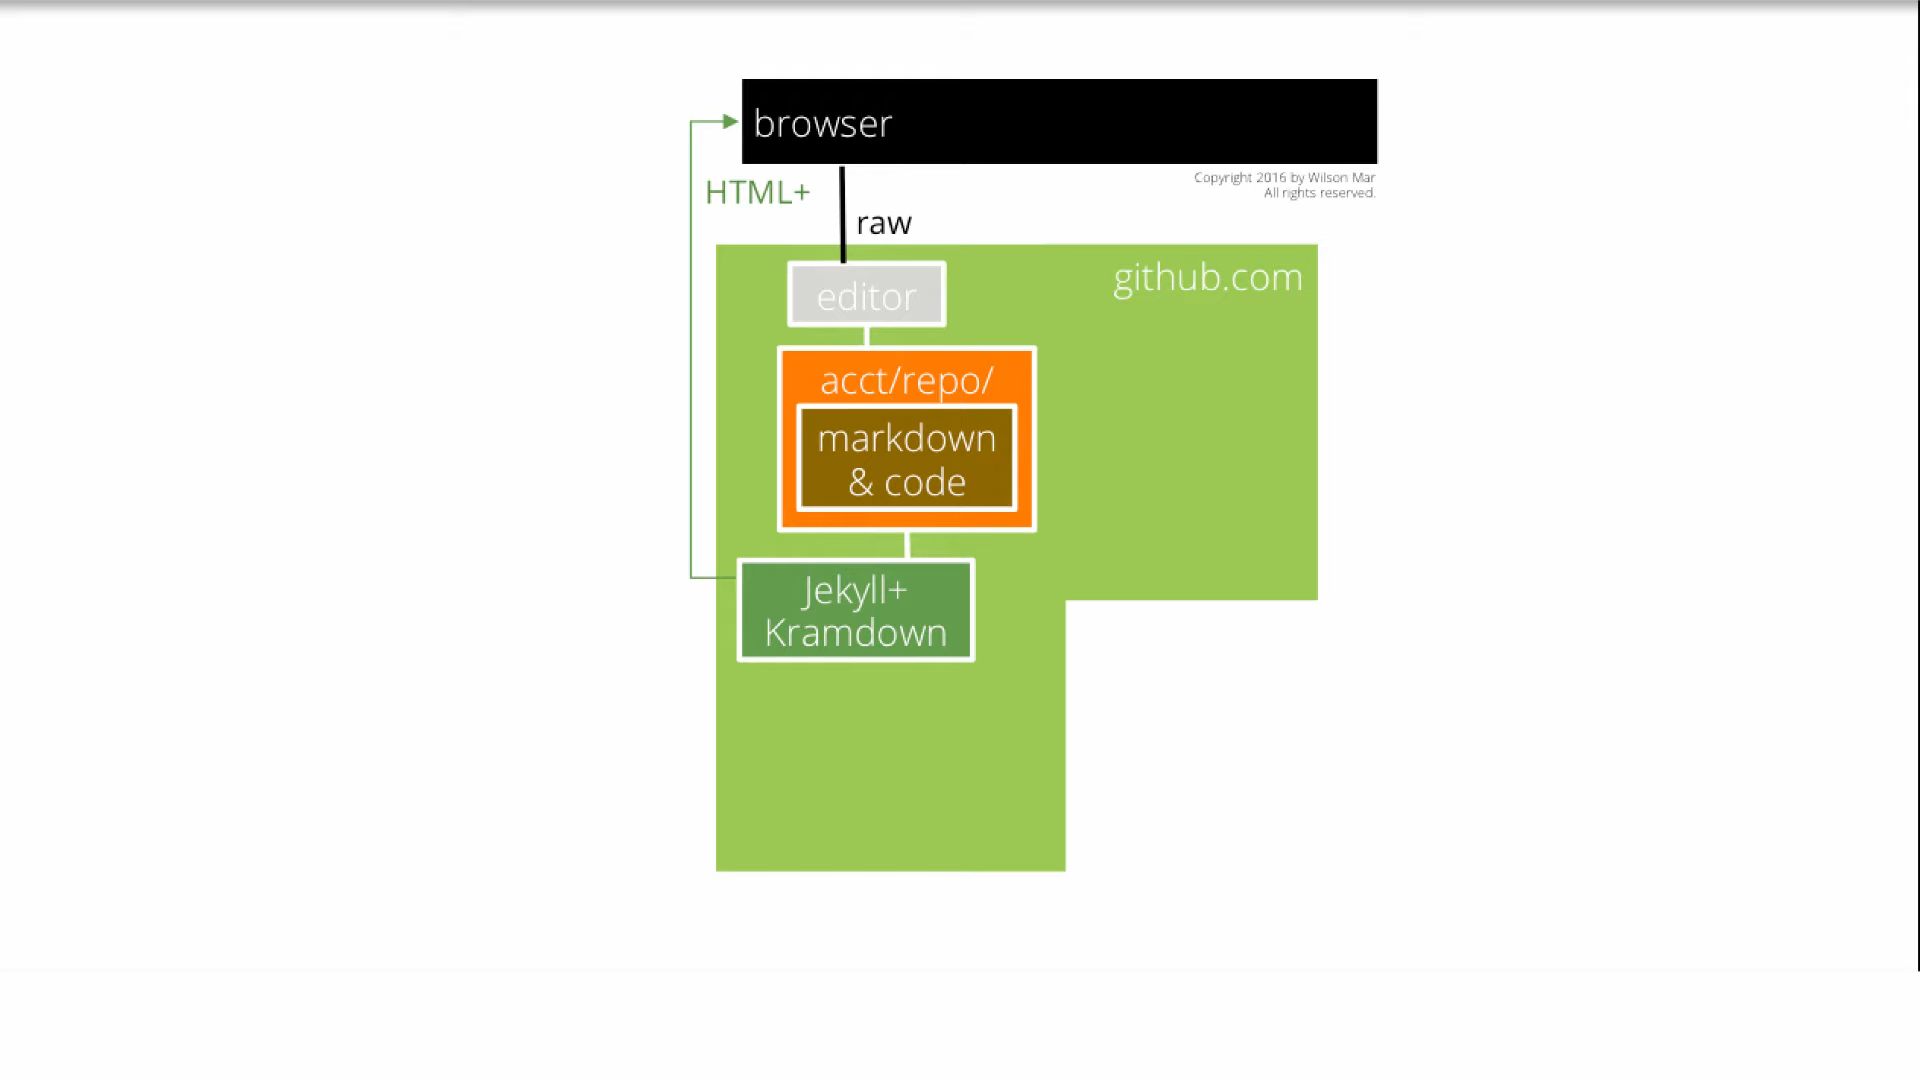 browser
Copyright 2016 by Wilson Mar
All rights reserved.
HTML+
raw
github.com
editor
acct/repo/
markdown
& code
Jekyll+
Kramdown